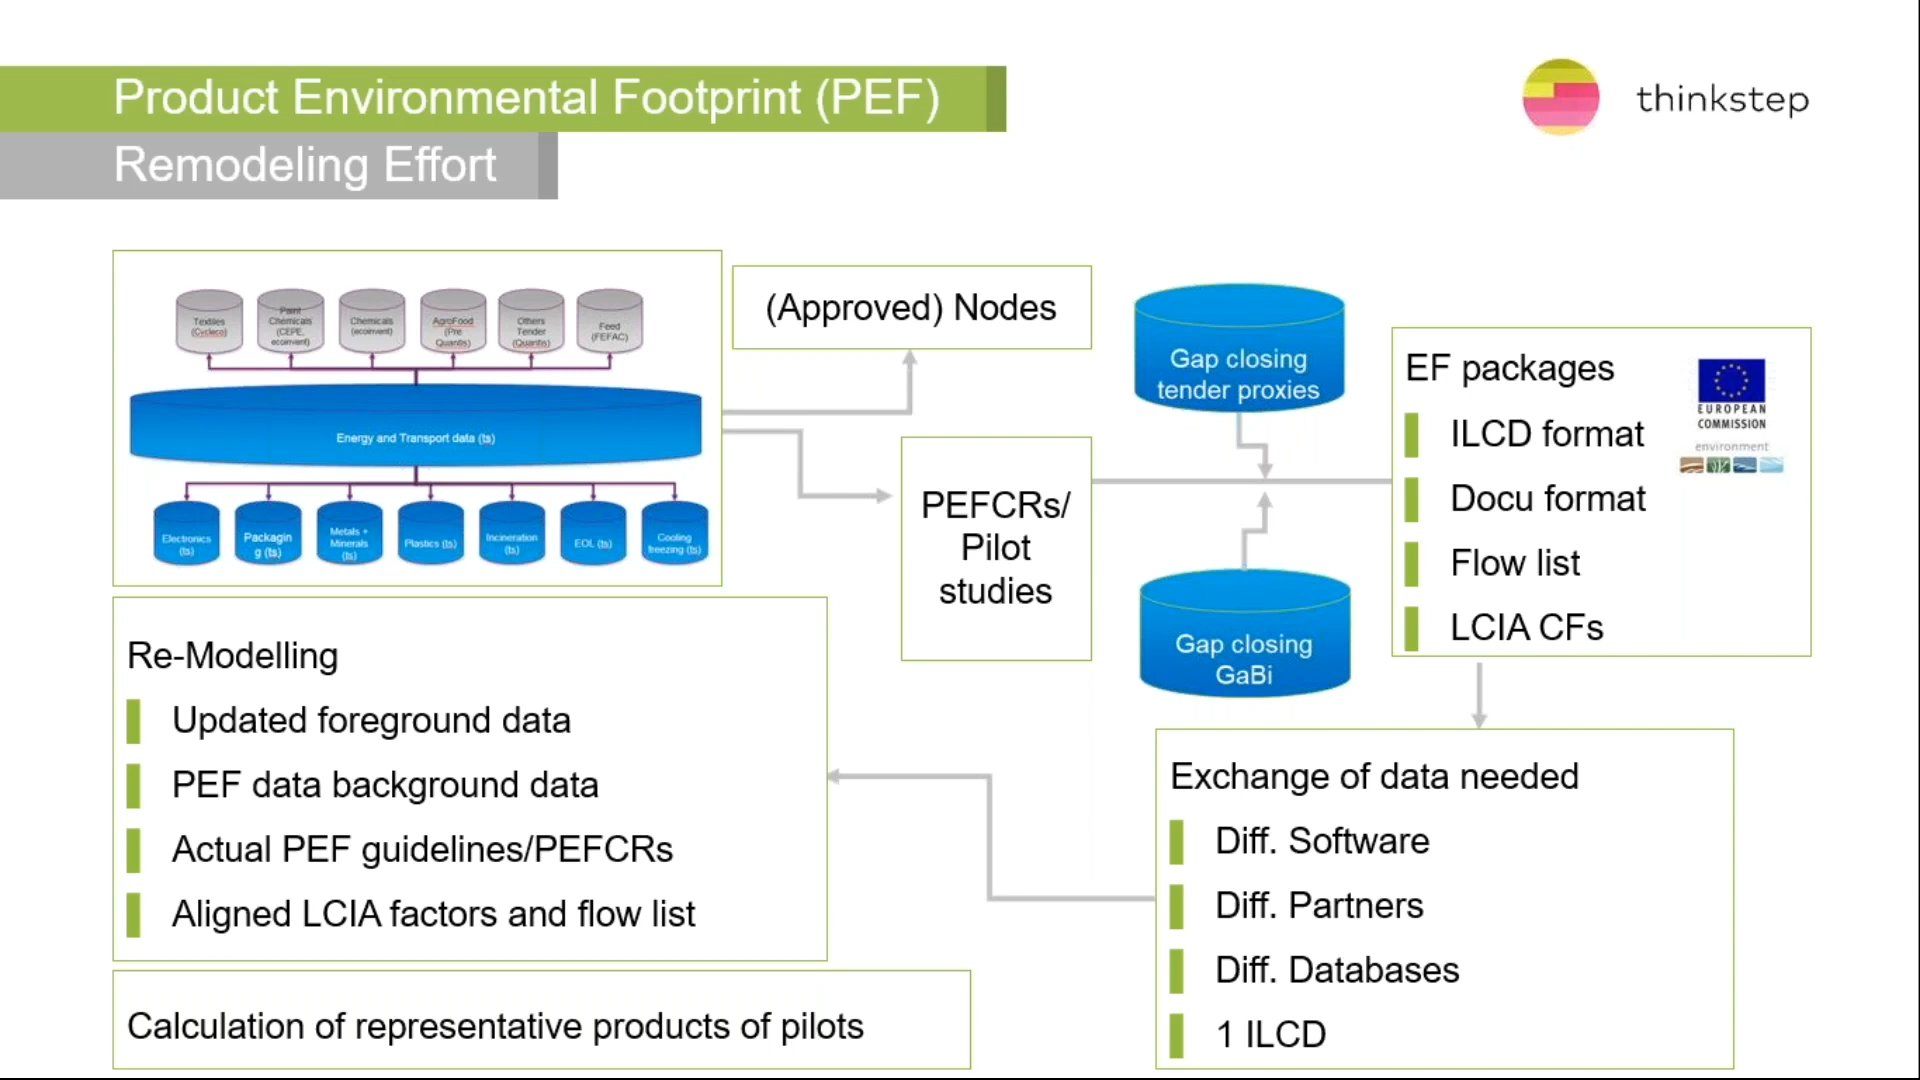 Product Environmental Footprint (PEF)
thinkstep
Remodeling Effort
Textiles
(Cycleco)
Paint
Chemicals
(CEPE,
ecoinvent)
Chemicals
(ecoinvent)
AgroFood
(Pre
Quantis)
Others
Tender
(Quantis)
Feed
(FEFAC)
Energy and Transport data (ts)
Electronics
(ts)
Packagin
g (ts)
Metals +
Minerals
(ts)
Plastics (ts)
Incineration
(ts)
EOL (ts)
Cooling
freezing (ts)
(Approved) Nodes
PEFCRs/
Pilot
studies
Gap closing
tender proxies
Gap closing
GaBi
EF packages
ILCD format
Docu format
Flow list
LCIA CFs
EUROPEAN
COMMISSION
environment
Re-Modelling
Updated foreground data
PEF data background data
Actual PEF guidelines/PEFCRs
Aligned LCIA factors and flow list
Exchange of data needed
Diff. Software
Diff. Partners
Diff. Databases
1 ILCD
Calculation of representative products of pilots